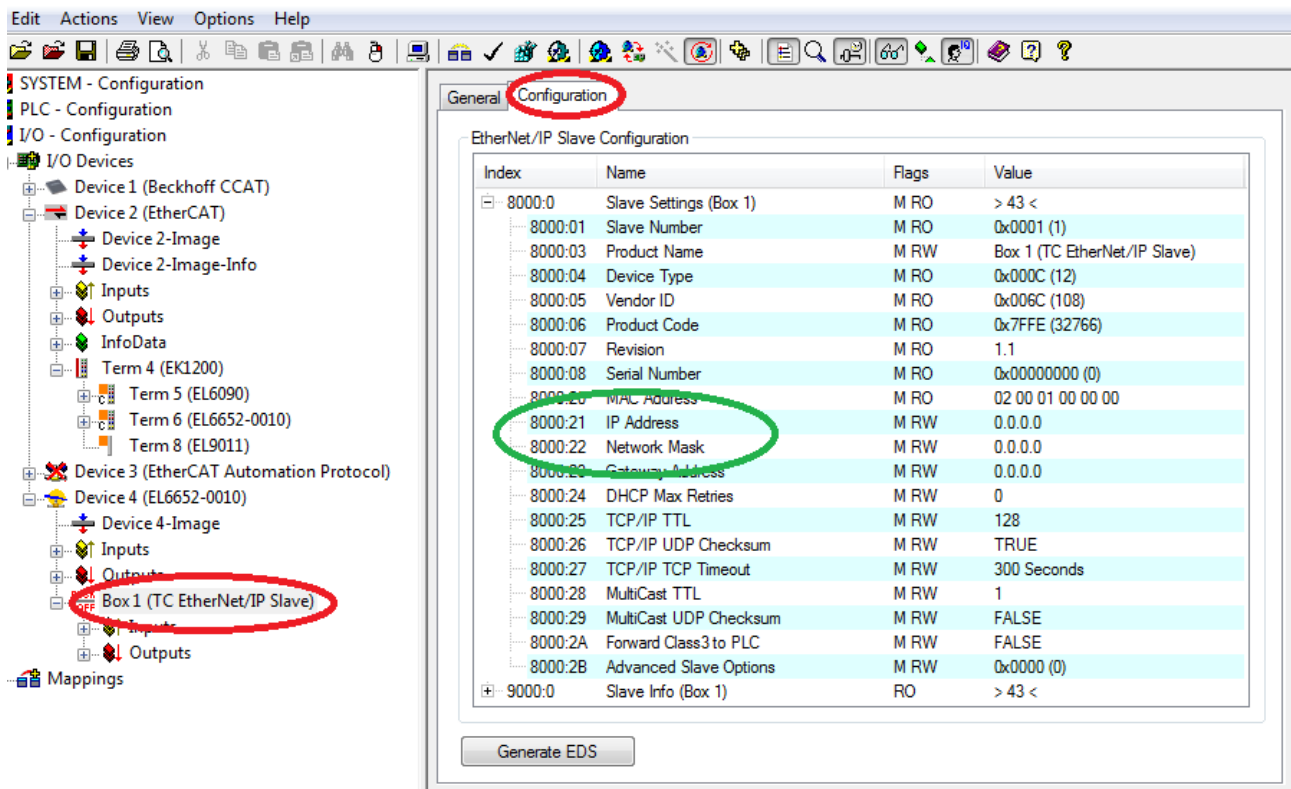 Edit Actions View Options Help
SYSTEM - Configuration
PLC - Configuration
I/O - Configuration
I/O Devices
Device 1 (Beckhoff CCAT)
Device 2 (EtherCAT)
Device 2-Image
Device 2-Image-Info
Inputs
Outputs
InfoData
Term 4 (EK1200)
Term 5 (EL6090)
Term 6 (EL6652-0010)
Term 8 (EL9011)
Device 3 (EtherCAT Automation Protocol)
Device 4 (EL6652-0010)
Device 4-Image
Inputs
Outputs
OFF Box 1 (TC EtherNet/IP Slave)
Inputs
Outputs
Mappings
General Configuration
EtherNet/IP Slave Configuration
Index Name Flags Value
8000:0 Slave Settings (Box 1) M RO > 43 <
8000:01 Slave Number M RO 0x0001 (1)
8000:03 Product Name M RW Box 1 (TC EtherNet/IP Slave)
8000:04 Device Type M RO 0x000C (12)
8000:05 Vendor ID M RO 0x006C (108)
8000:06 Product Code M RO 0x7FFE (32766)
8000:07 Revision M RO 1.1
8000:08 Serial Number M RO 0x00000000 (0)
8000:20 MAC Address M RO 02 00 01 00 00 00
8000:21 IP Address M RW 0.0.0.0
8000:22 Network Mask M RW 0.0.0.0
8000:23 Gateway Address M RW 0.0.0.0
8000:24 DHCP Max Retries M RW 0
8000:25 TCP/IP TTL M RW 128
8000:26 TCP/IP UDP Checksum M RW TRUE
8000:27 TCP/IP TCP Timeout M RW 300 Seconds
8000:28 MultiCast TTL M RW 1
8000:29 MultiCast UDP Checksum M RW FALSE
8000:2A Forward Class3 to PLC M RW FALSE
8000:2B Advanced Slave Options M RW 0x0000 (0)
9000:0 Slave Info (Box 1) RO > 43 <
Generate EDS